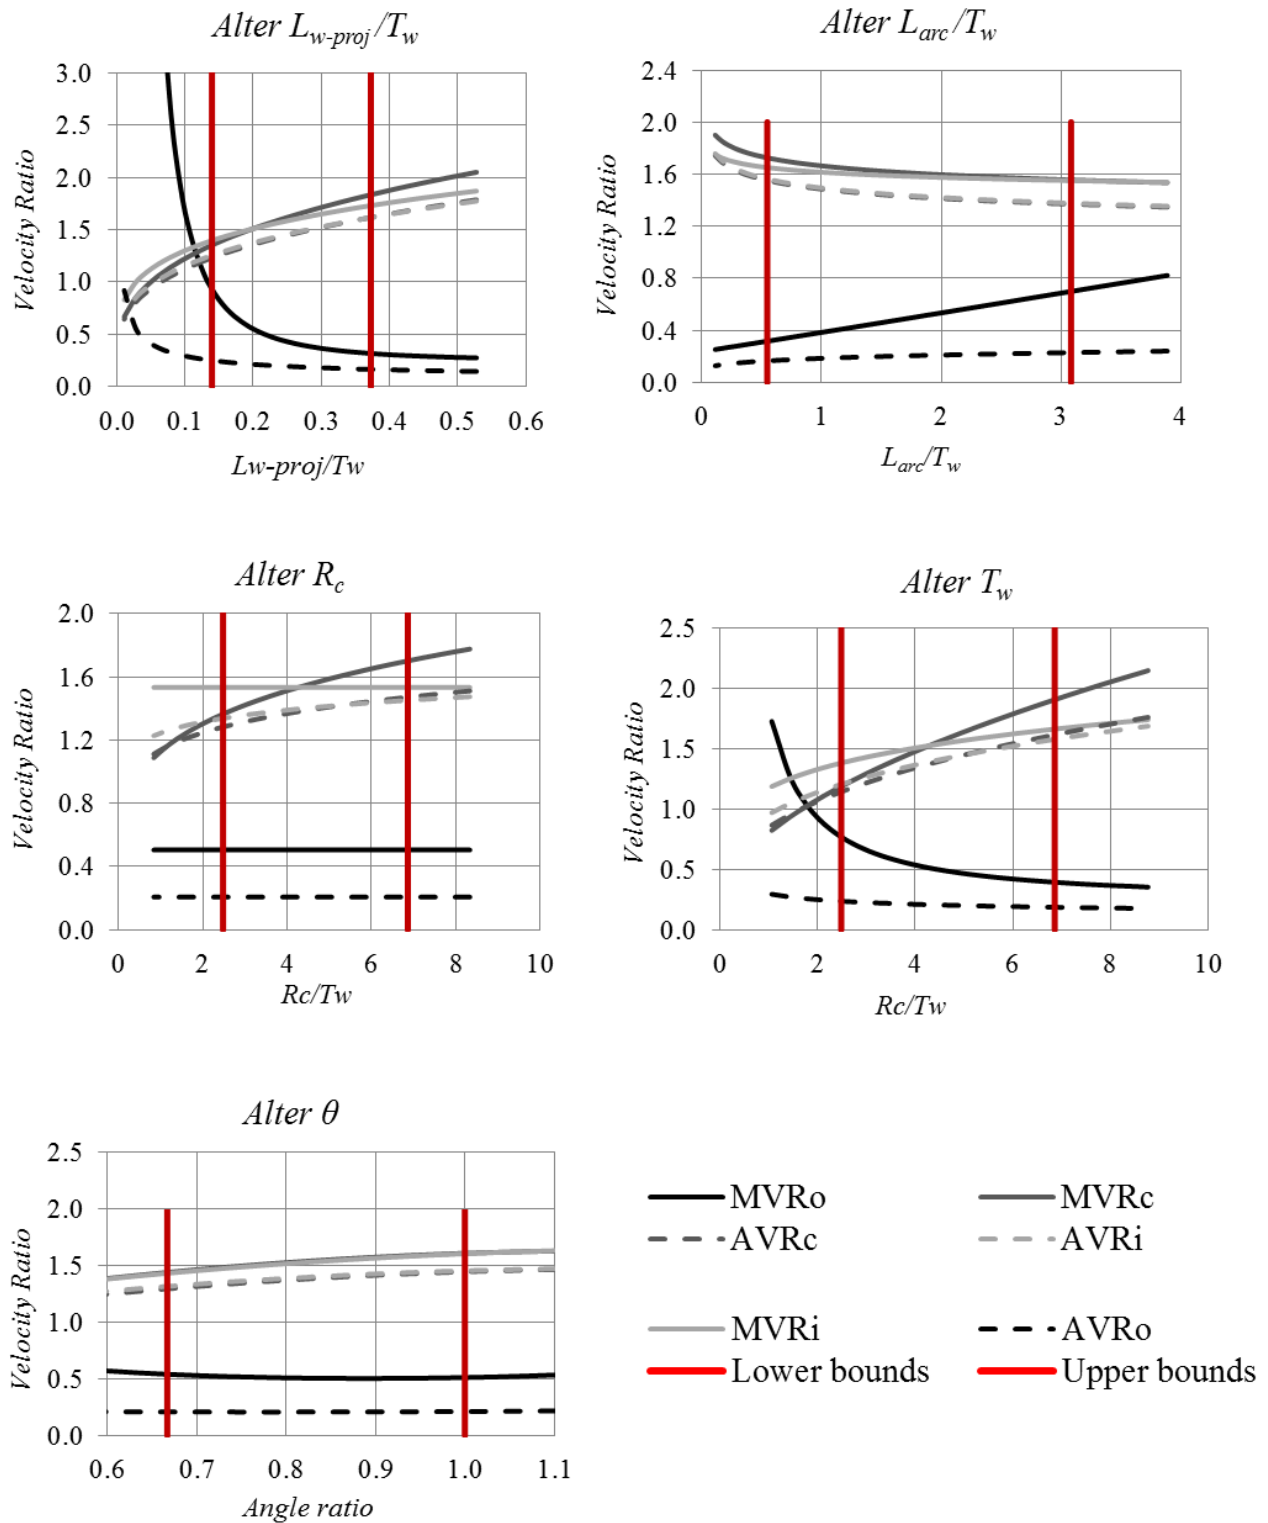 Alter Lw-proj/Tw
Velocity Ratio
3.0
2.5
2.0
1.5
1.0
0.5
0.0
0.0 0.1 0.2 0.3 0.4 0.5 0.6
Lw-proj/Tw
Alter Larc/Tw
Velocity Ratio
2.4
2.0
1.6
1.2
0.8
0.4
0.0
0 1 2 3 4
Larc/Tw
Alter Rc
Velocity Ratio
2.0
1.6
1.2
0.8
0.4
0.0
0 2 4 6 8 10
Rc/Tw
Alter Tw
Velocity Ratio
2.5
2.0
1.5
1.0
0.5
0.0
0 2 4 6 8 10
Rc/Tw
Alter θ
Velocity Ratio
2.5
2.0
1.5
1.0
0.5
0.0
0.6 0.7 0.8 0.9 1.0 1.1
Angle ratio
MVRo MVRc
AVRc AVRi
MVRi AVRo
Lower bounds Upper bounds